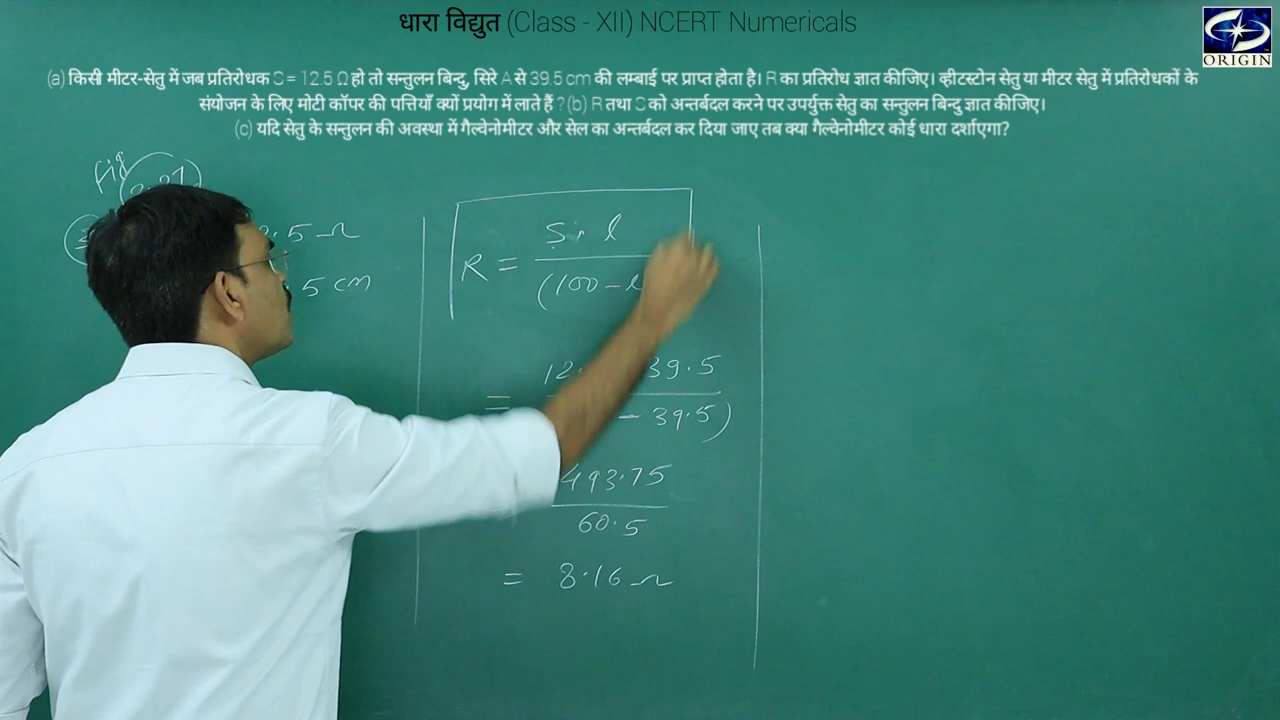 धारा विद्युत (Class - XII) NCERT Numericals
ORIGIN
(a) किसी मीटर-सेतु में जब प्रतिरोधक S = 12.5 Ω हो तो सन्तुलन बिन्दु, सिरे A से 39.5 cm की लम्बाई पर प्राप्त होता है। R का प्रतिरोध ज्ञात कीजिए। व्हीटस्टोन सेतु या मीटर सेतु में प्रतिरोधकों के
संयोजन के लिए मोटी कॉपर की पत्तियाँ क्यों प्रयोग में लाते हैं ? (b) R तथा S को अन्तर्बदल करने पर उपर्युक्त सेतु का सन्तुलन बिन्दु ज्ञात कीजिए।
(c) यदि सेतु के सन्तुलन की अवस्था में गैल्वेनोमीटर और सेल का अन्तर्बदल कर दिया जाए तब क्या गैल्वेनोमीटर कोई धारा दर्शाएगा?
Fig
.5 Ω
5 cm
R = S . l
(100 - l
= 12. 39.5
- 39.5)
493.75
60.5
= 8.16 Ω